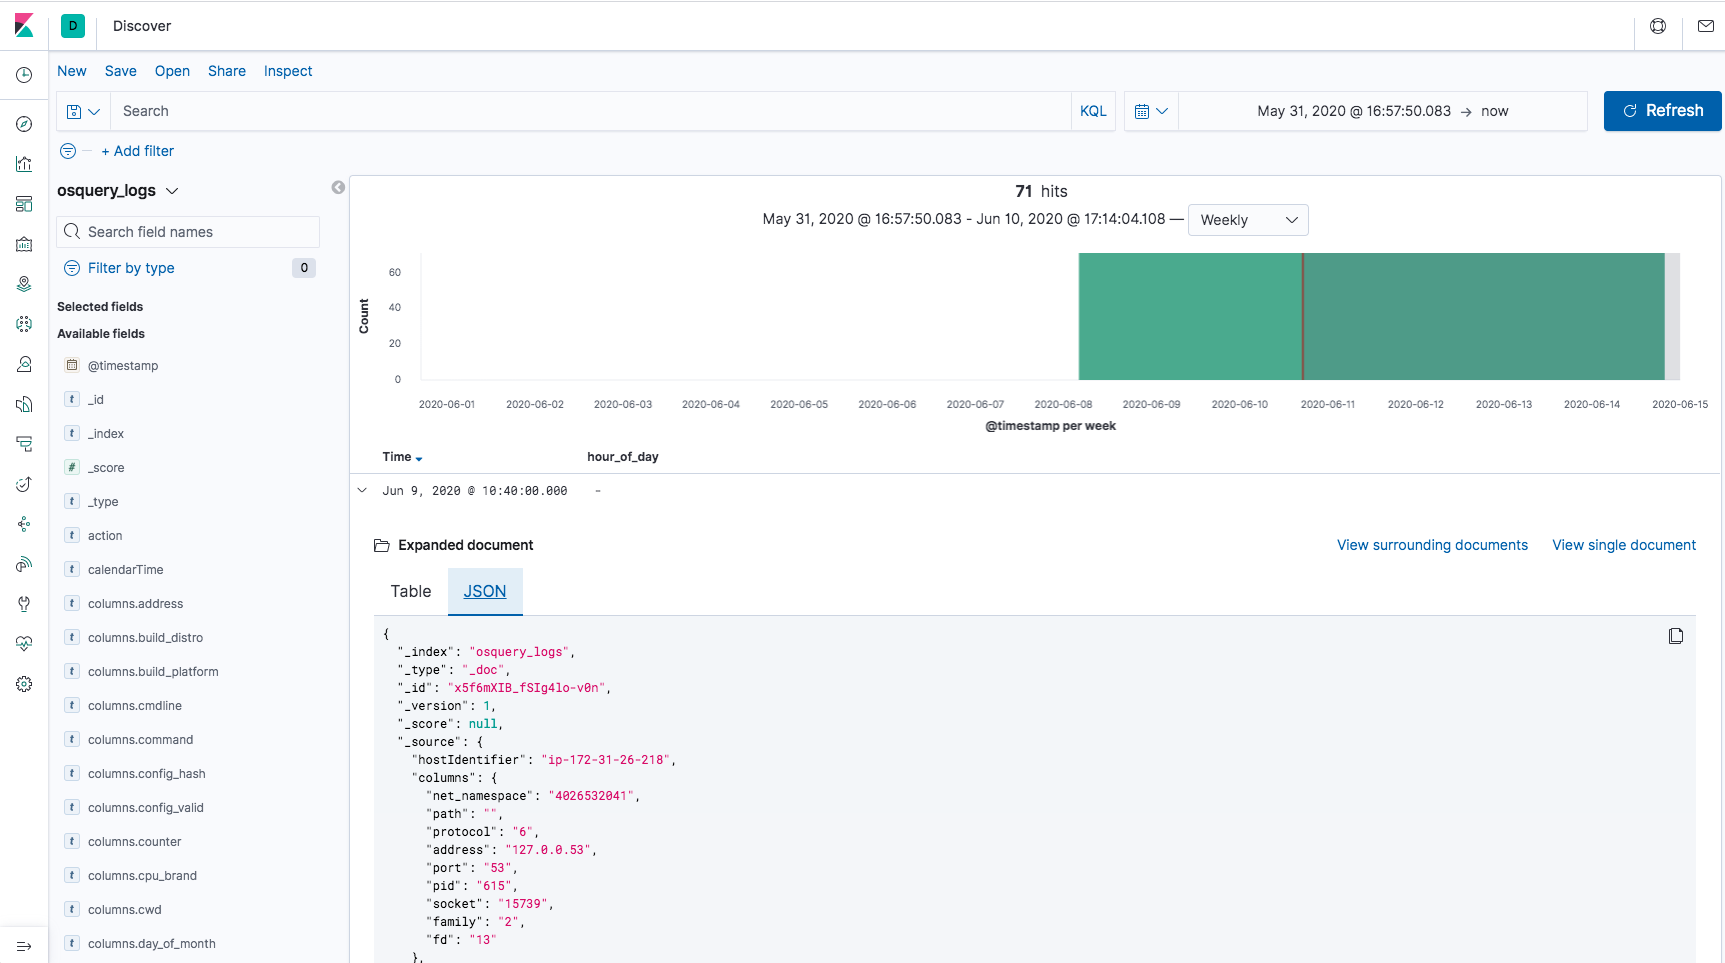 D Discover
New Save Open Share Inspect
Search KQL May 31, 2020 @ 16:57:50.083 → now Refresh
+ Add filter
osquery_logs
Search field names
Filter by type 0
Selected fields
Available fields
@timestamp
t _id
t _index
# _score
t _type
t action
t calendarTime
t columns.address
t columns.build_distro
t columns.build_platform
t columns.cmdline
t columns.command
t columns.config_hash
t columns.config_valid
t columns.counter
t columns.cpu_brand
t columns.cwd
t columns.day_of_month
71 hits
May 31, 2020 @ 16:57:50.083 - Jun 10, 2020 @ 17:14:04.108 — Weekly
Count
60
40
20
0
2020-06-01 2020-06-02 2020-06-03 2020-06-04 2020-06-05 2020-06-06 2020-06-07 2020-06-08 2020-06-09 2020-06-10 2020-06-11 2020-06-12 2020-06-13 2020-06-14 2020-06-15
@timestamp per week
Time hour_of_day
Jun 9, 2020 @ 10:40:00.000 -
Expanded document View surrounding documents View single document
Table JSON
{
"_index": "osquery_logs",
"_type": "_doc",
"_id": "x5f6mXIB_fSIg4lo-v0n",
"_version": 1,
"_score": null,
"_source": {
"hostIdentifier": "ip-172-31-26-218",
"columns": {
"net_namespace": "4026532041",
"path": "",
"protocol": "6",
"address": "127.0.0.53",
"port": "53",
"pid": "615",
"socket": "15739",
"family": "2",
"fd": "13"
},